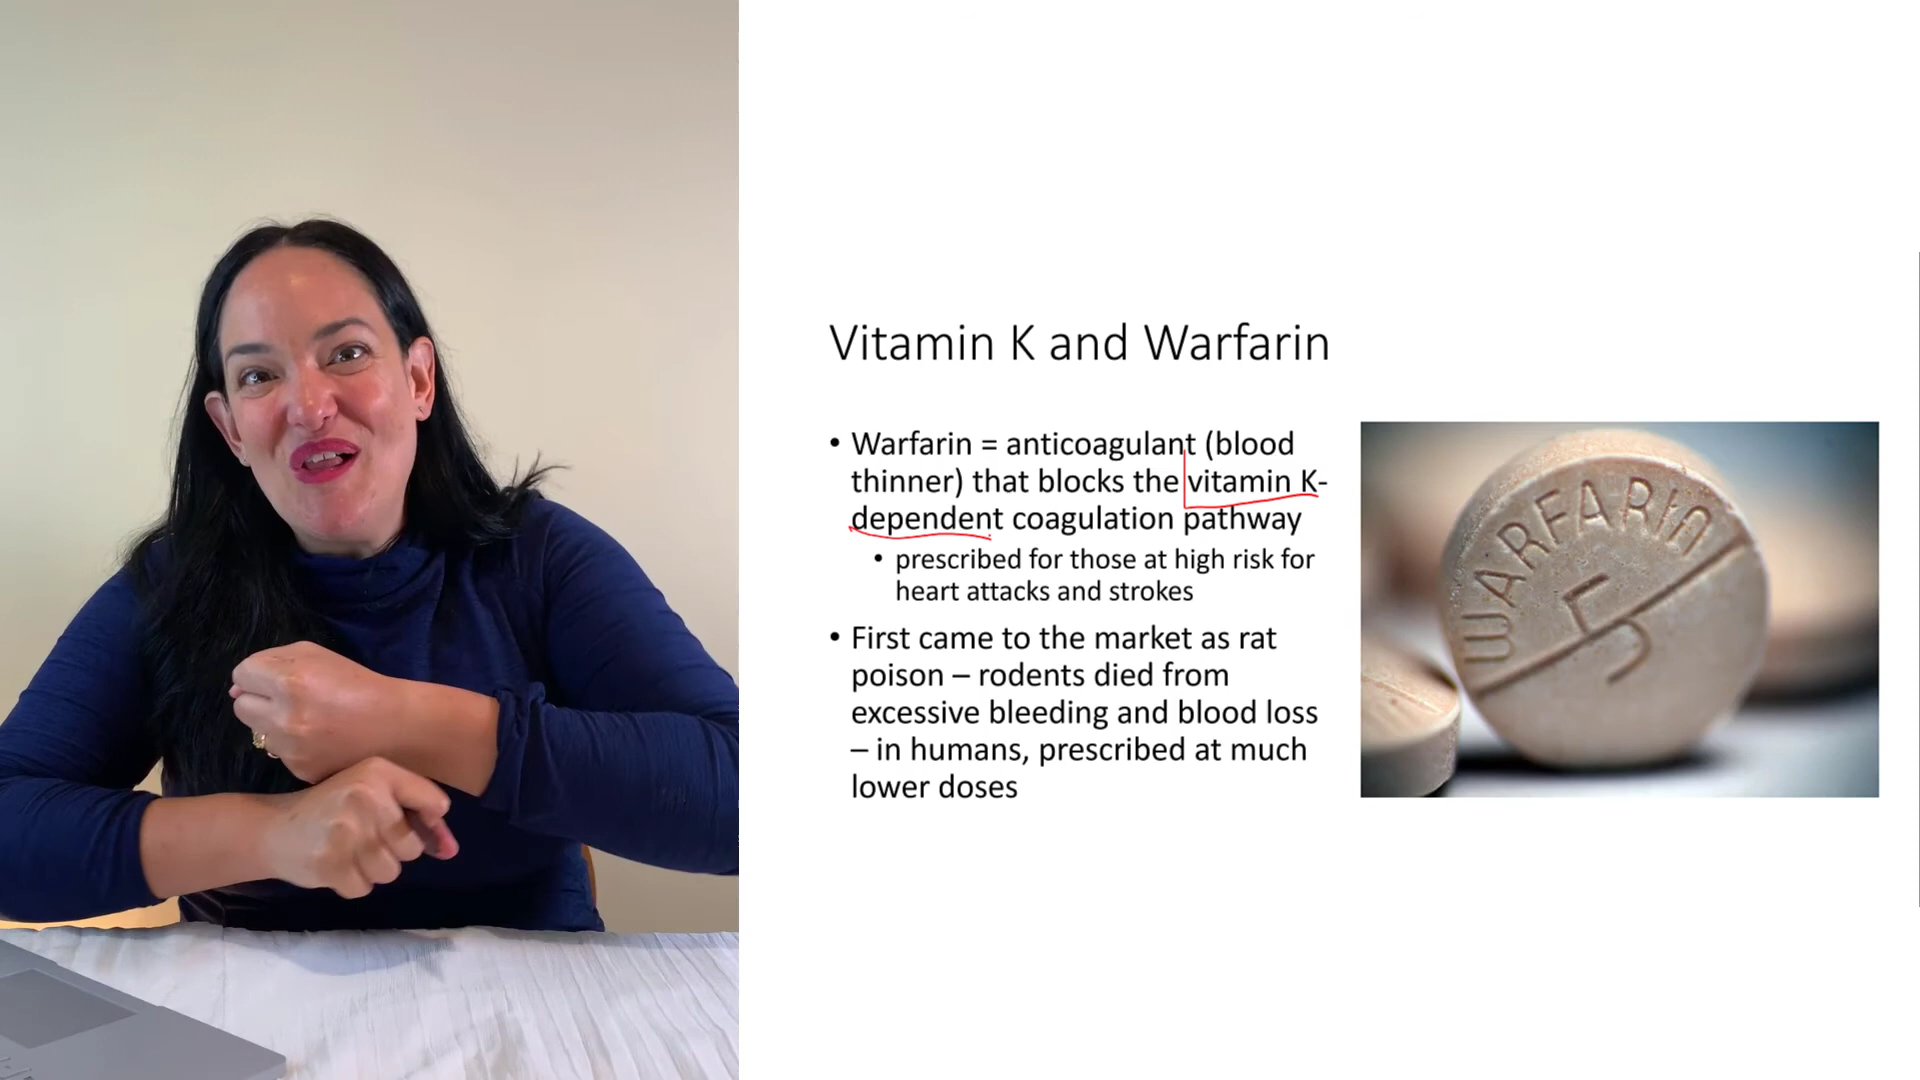 Vitamin K and Warfarin
• Warfarin = anticoagulant (blood
thinner) that blocks the vitamin K-
dependent coagulation pathway
• prescribed for those at high risk for
heart attacks and strokes
• First came to the market as rat
poison – rodents died from
excessive bleeding and blood loss
– in humans, prescribed at much
lower doses
WARFARIN
5